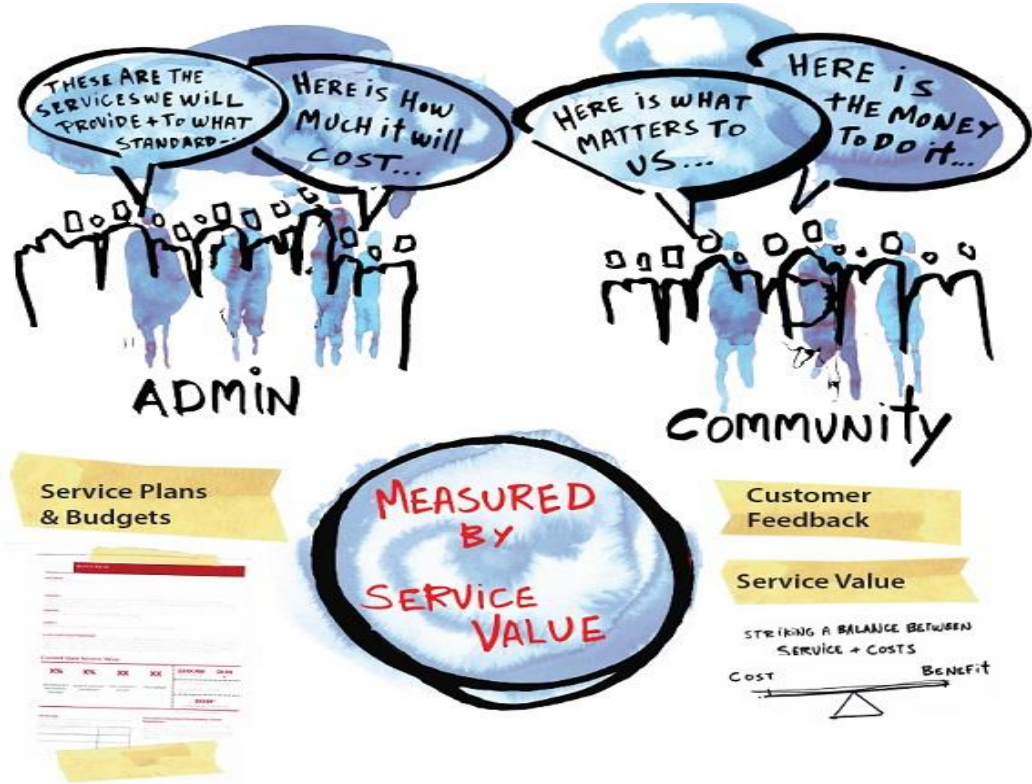 THESE ARE THE
SERVICES WE WILL
PROVIDE + TO WHAT
STANDARD...
HERE iS HOW
MUCH iT Will
COST...
HERE iS WHAT
MATTERS TO
US...
HERE iS
THE MONEY
To DO iT...
ADMiN
COMMUNiTY
Service Plans
& Budgets
MEASURED
BY
SERViCE
VALUE
Customer
Feedback
Service Value
STRiKiNG A BALANCE BETWEEN
SERViCE + COSTS
COST
BENEFiT
X%
X%
XX
XX